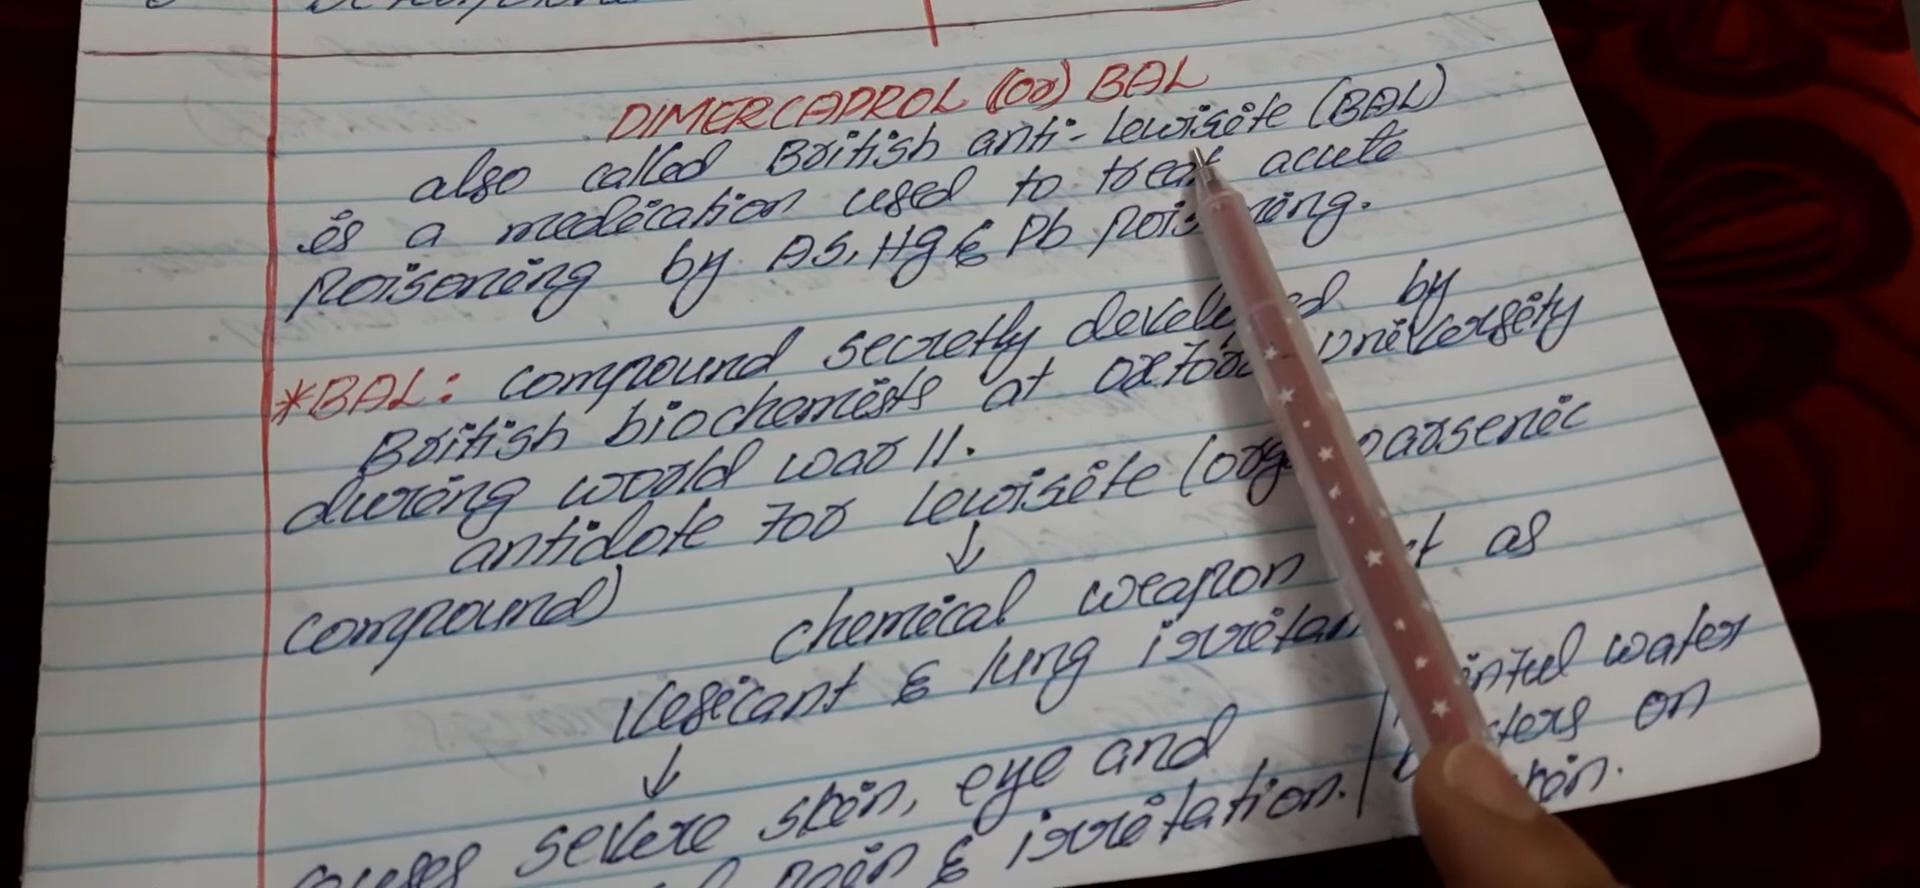 DIMERCAPROL (or) BAL
also called British anti-Lewisite (BAL)
is a medication used to treat acute
poisoning by AS, Hg & Pb poisoning.
*BAL: compound secretly developed by
British biochemists at oxford university
during world war II.
antidote for Lewisite (organoarsenic
compound)
↓
chemical weapon as
vesicant & lung irritant
↓
painful water
causes severe skin, eye and
blisters on
pain & irritation. / skin.